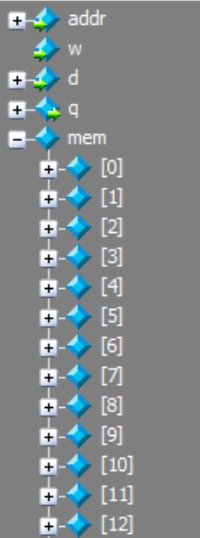 addr
w
d
q
mem
[0]
[1]
[2]
[3]
[4]
[5]
[6]
[7]
[8]
[9]
[10]
[11]
[12]